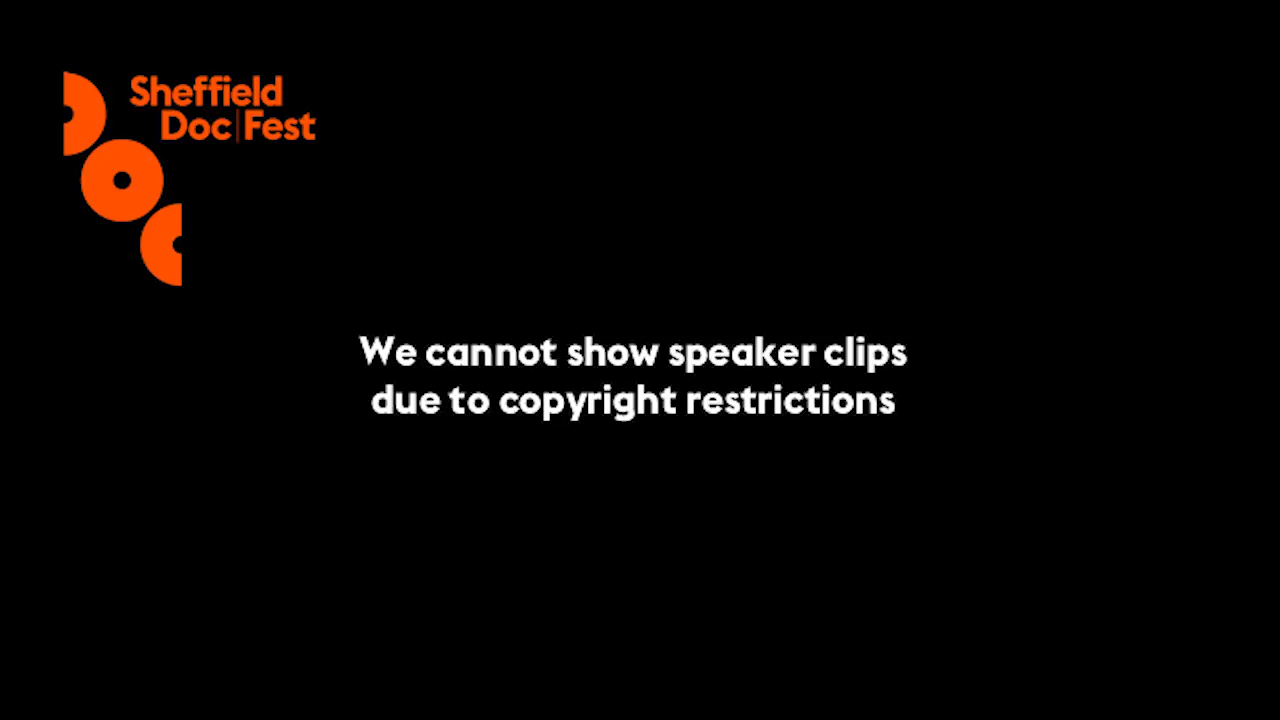 Sheffield
Doc|Fest
We cannot show speaker clips
due to copyright restrictions